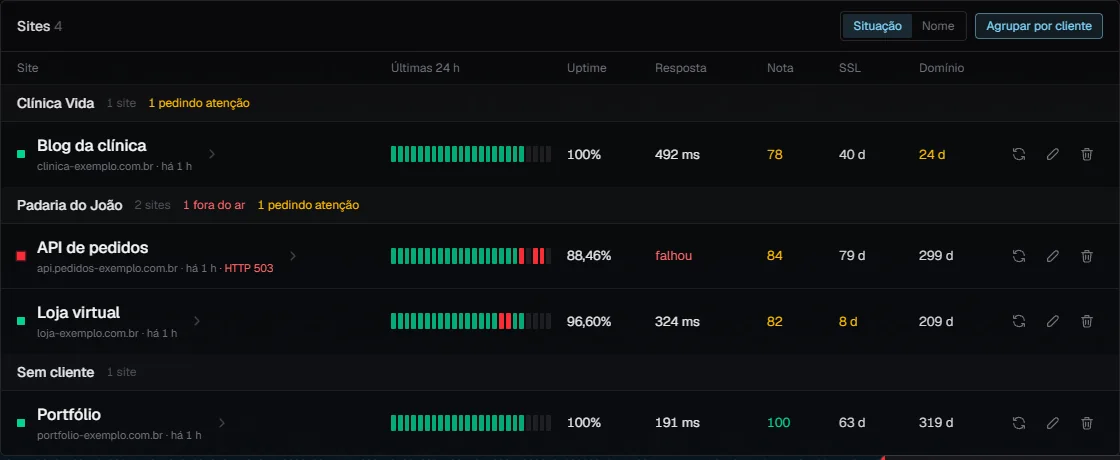 Sites 4 Situação Nome Agrupar por cliente
Site Últimas 24 h Uptime Resposta Nota SSL Domínio
Clínica Vida 1 site 1 pedindo atenção
Blog da clínica
clinica-exemplo.com.br · há 1 h
100% 492 ms 78 40 d 24 d
Padaria do João 2 sites 1 fora do ar 1 pedindo atenção
API de pedidos
api.pedidos-exemplo.com.br · há 1 h · HTTP 503
88,46% falhou 84 79 d 299 d
Loja virtual
loja-exemplo.com.br · há 1 h
96,60% 324 ms 82 8 d 209 d
Sem cliente 1 site
Portfólio
portfolio-exemplo.com.br · há 1 h
100% 191 ms 100 63 d 319 d